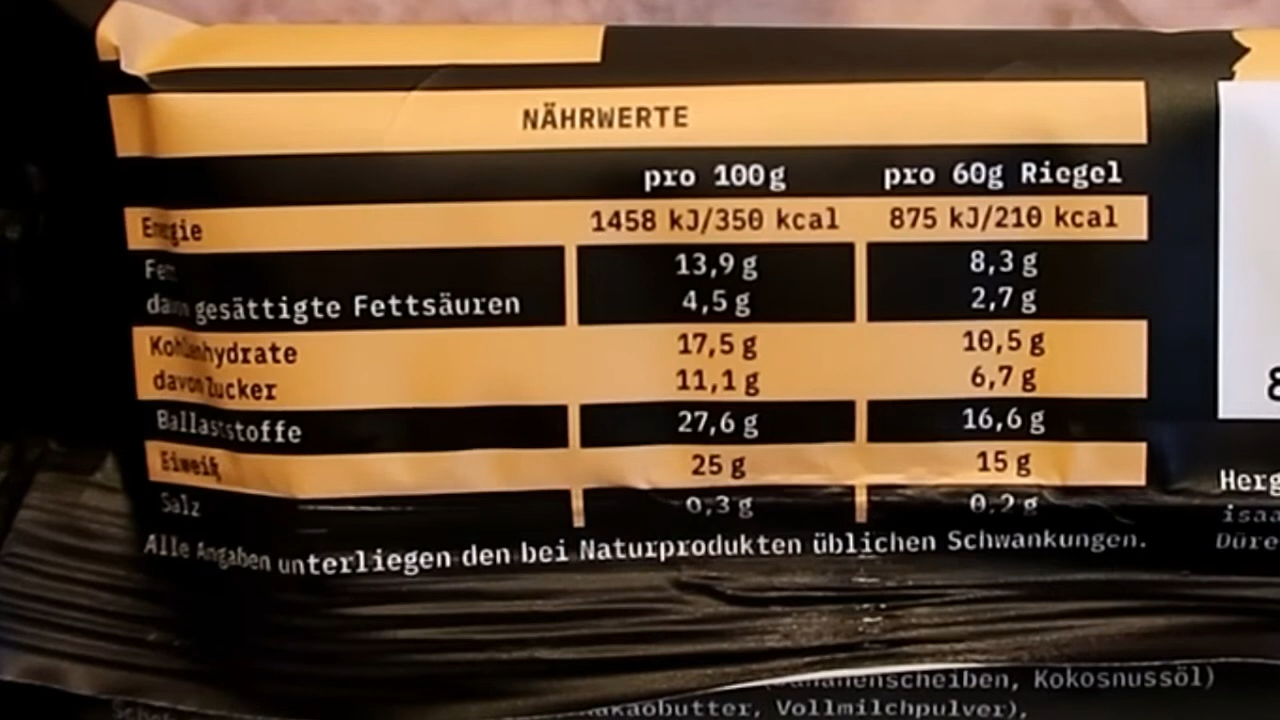 NÄHRWERTE
pro 100g pro 60g Riegel
Energie 1458 kJ/350 kcal 875 kJ/210 kcal
Fett 13,9 g 8,3 g
davon gesättigte Fettsäuren 4,5 g 2,7 g
Kohlenhydrate 17,5 g 10,5 g
davon Zucker 11,1 g 6,7 g
Ballaststoffe 27,6 g 16,6 g
Eiweiß 25 g 15 g
Salz 0,3 g 0,2 g
Alle Angaben unterliegen den bei Naturprodukten üblichen Schwankungen.
8
Herg
isaa
Düre
Kokosnussöl)
Vollmilchpulver),